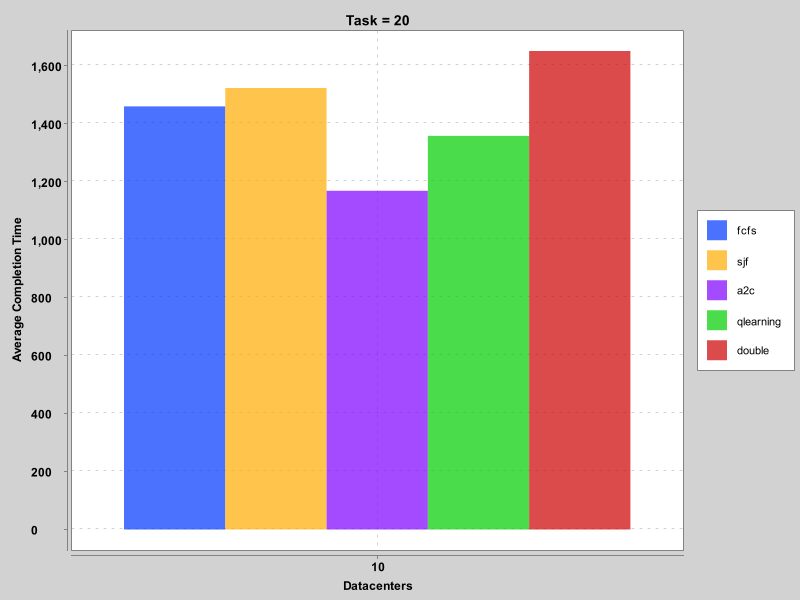 Task = 20
Average Completion Time
1,600
1,400
1,200
1,000
800
600
400
200
0
10
Datacenters
fcfs
sjf
a2c
qlearning
double